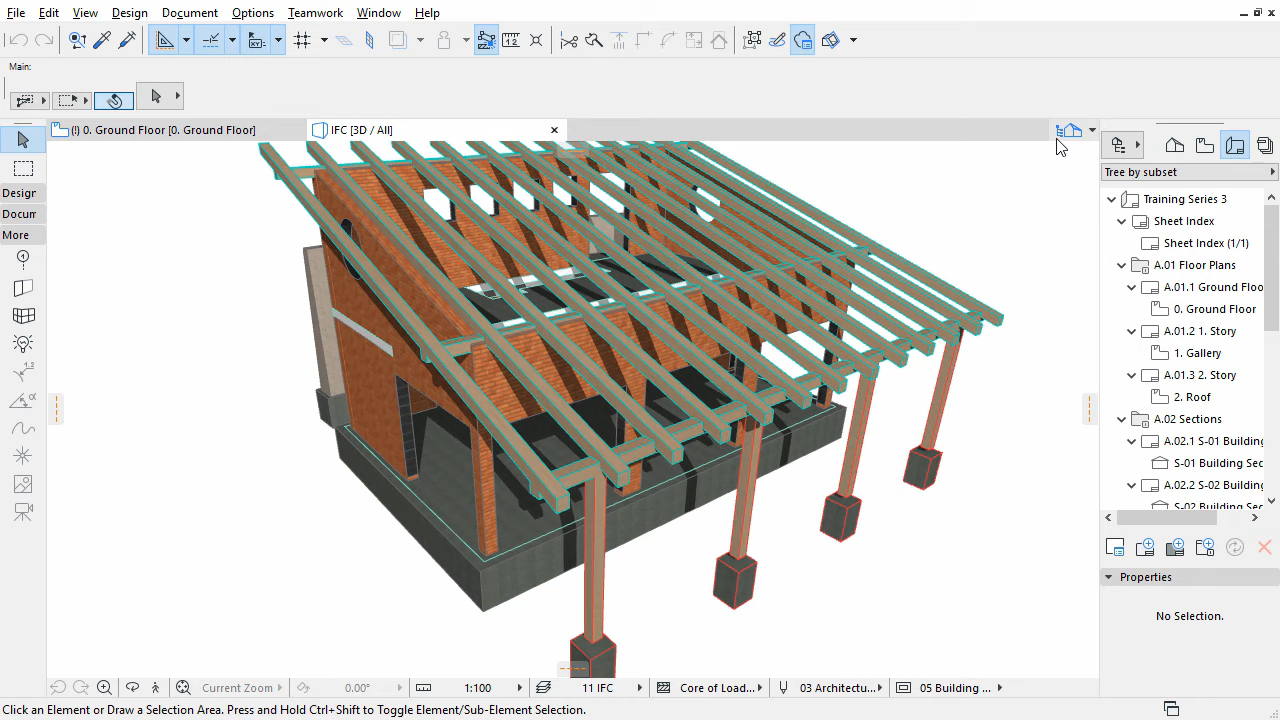 File Edit View Design Document Options Teamwork Window Help
Main:
(!) 0. Ground Floor [0. Ground Floor]
IFC [3D / All]
Tree by subset
Design
Docum
More
Training Series 3
Sheet Index
Sheet Index (1/1)
A.01 Floor Plans
A.01.1 Ground Floo
0. Ground Floor
A.01.2 1. Story
1. Gallery
A.01.3 2. Story
2. Roof
A.02 Sections
A.02.1 S-01 Building
S-01 Building Sec
A.02.2 S-02 Building
S-02 Building Sec
Properties
No Selection.
Current Zoom
0.00°
1:100
11 IFC
Core of Load...
03 Architectu...
05 Building ...
Click an Element or Draw a Selection Area. Press and Hold Ctrl+Shift to Toggle Element/Sub-Element Selection.